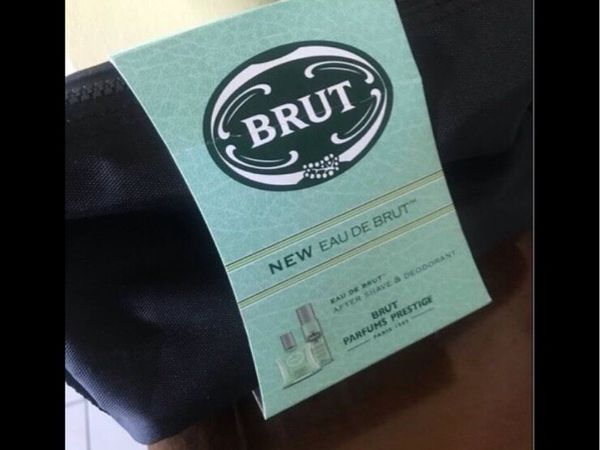 BRUT
NEW EAU DE BRUT™
EAU DE BRUT™
AFTER SHAVE & DEODORANT
BRUT
PARFUMS PRESTIGE